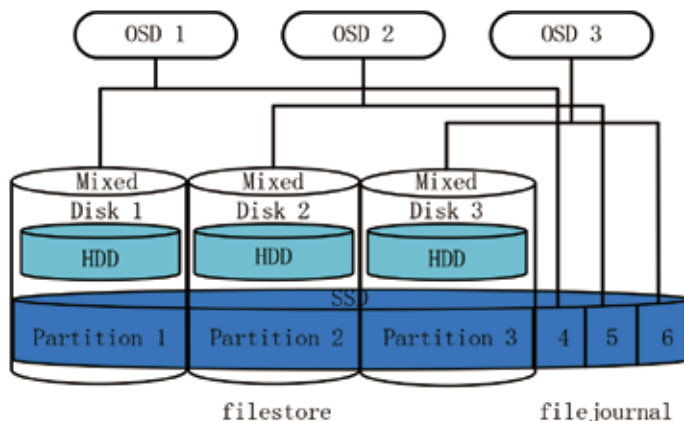 OSD 1 OSD 2 OSD 3
Mixed Mixed Mixed
Disk 1 Disk 2 Disk 3
HDD HDD HDD
SSD
Partition 1 Partition 2 Partition 3 4 5 6
filestore filejournal